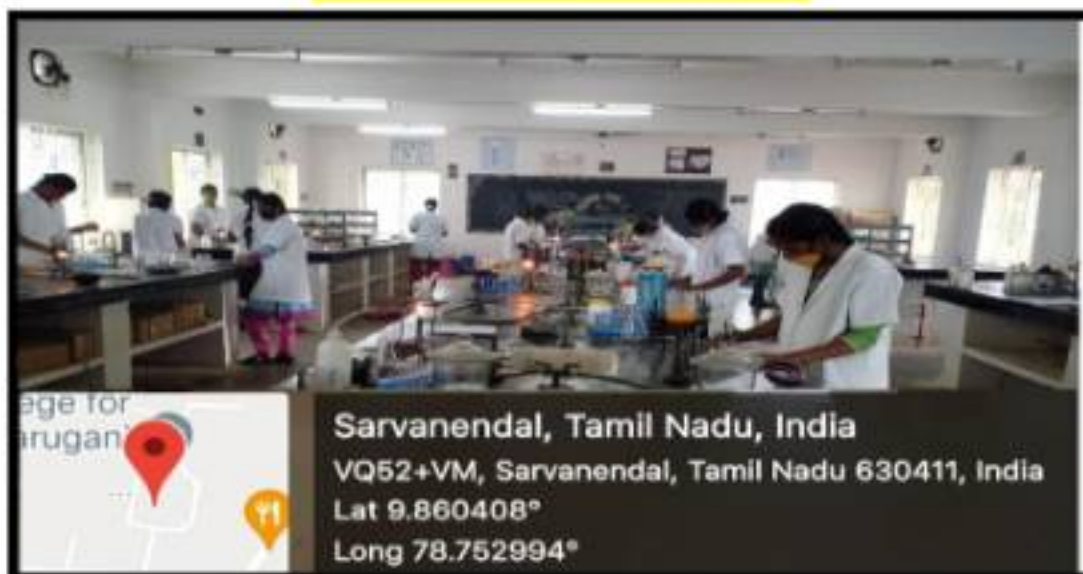 ege for
arugan
Sarvanendal, Tamil Nadu, India
VQ52+VM, Sarvanendal, Tamil Nadu 630411, India
Lat 9.860408°
Long 78.752994°